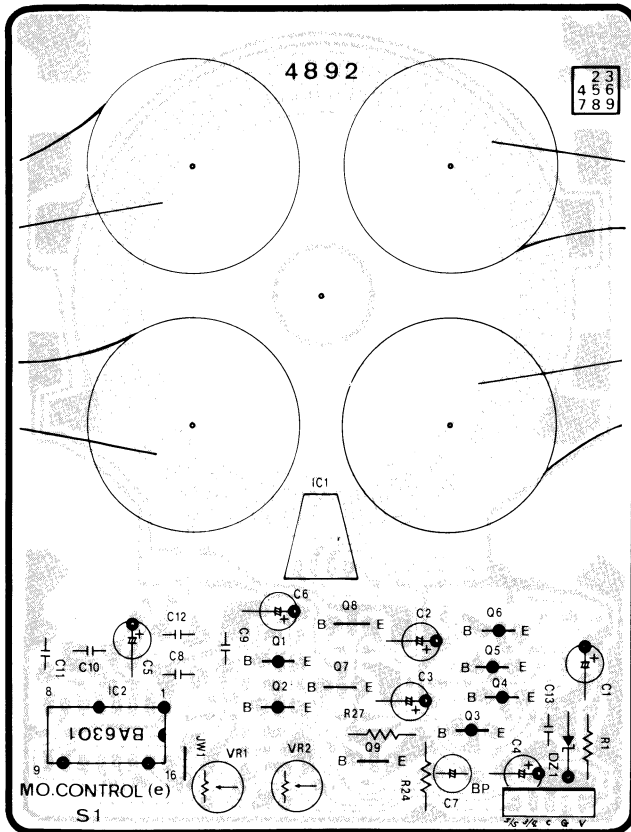 4892
2 3
4 5 6
7 8 9
IC1
C6
Q8
C2
Q6
C12
B E
B E
C9
Q1
C11
C10
C5
C8
B E
Q5
B E
Q7
C3
Q4
C13
C1
8
IC2
1
Q2
B E
B E
B E
BA6301
R27
Q3
B E
JW1
VR1
VR2
Q9
B E
C4
DZ1
R1
9
16
R24
C7
BP
MO.CONTROL (e)
S1
S/S 3/4 C G V